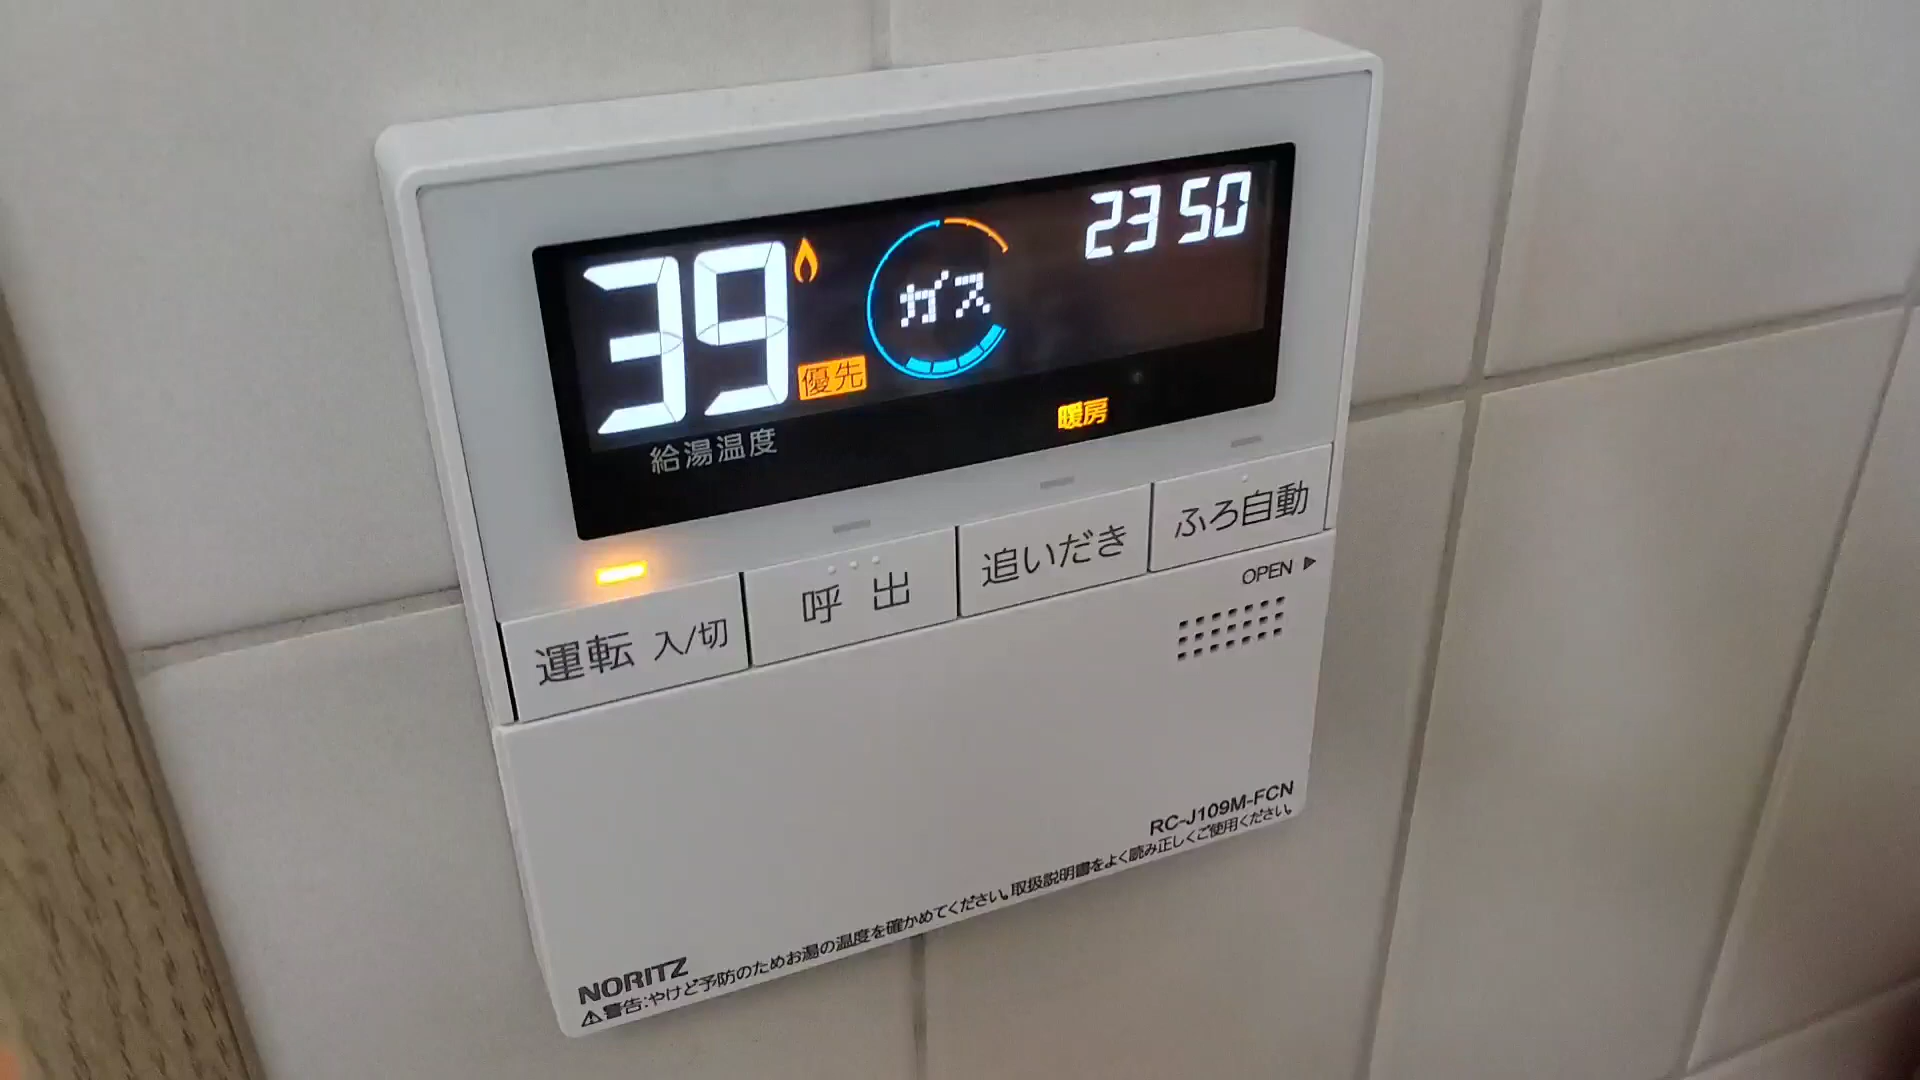 39
優先
給湯温度
ガス
23 50
暖房
運転 入/切
呼 出
追いだき
ふろ自動
OPEN ▶
RC-J109M-FCN
NORITZ
⚠警告:やけど予防のためお湯の温度を確かめてください。取扱説明書をよく読み正しくご使用ください。